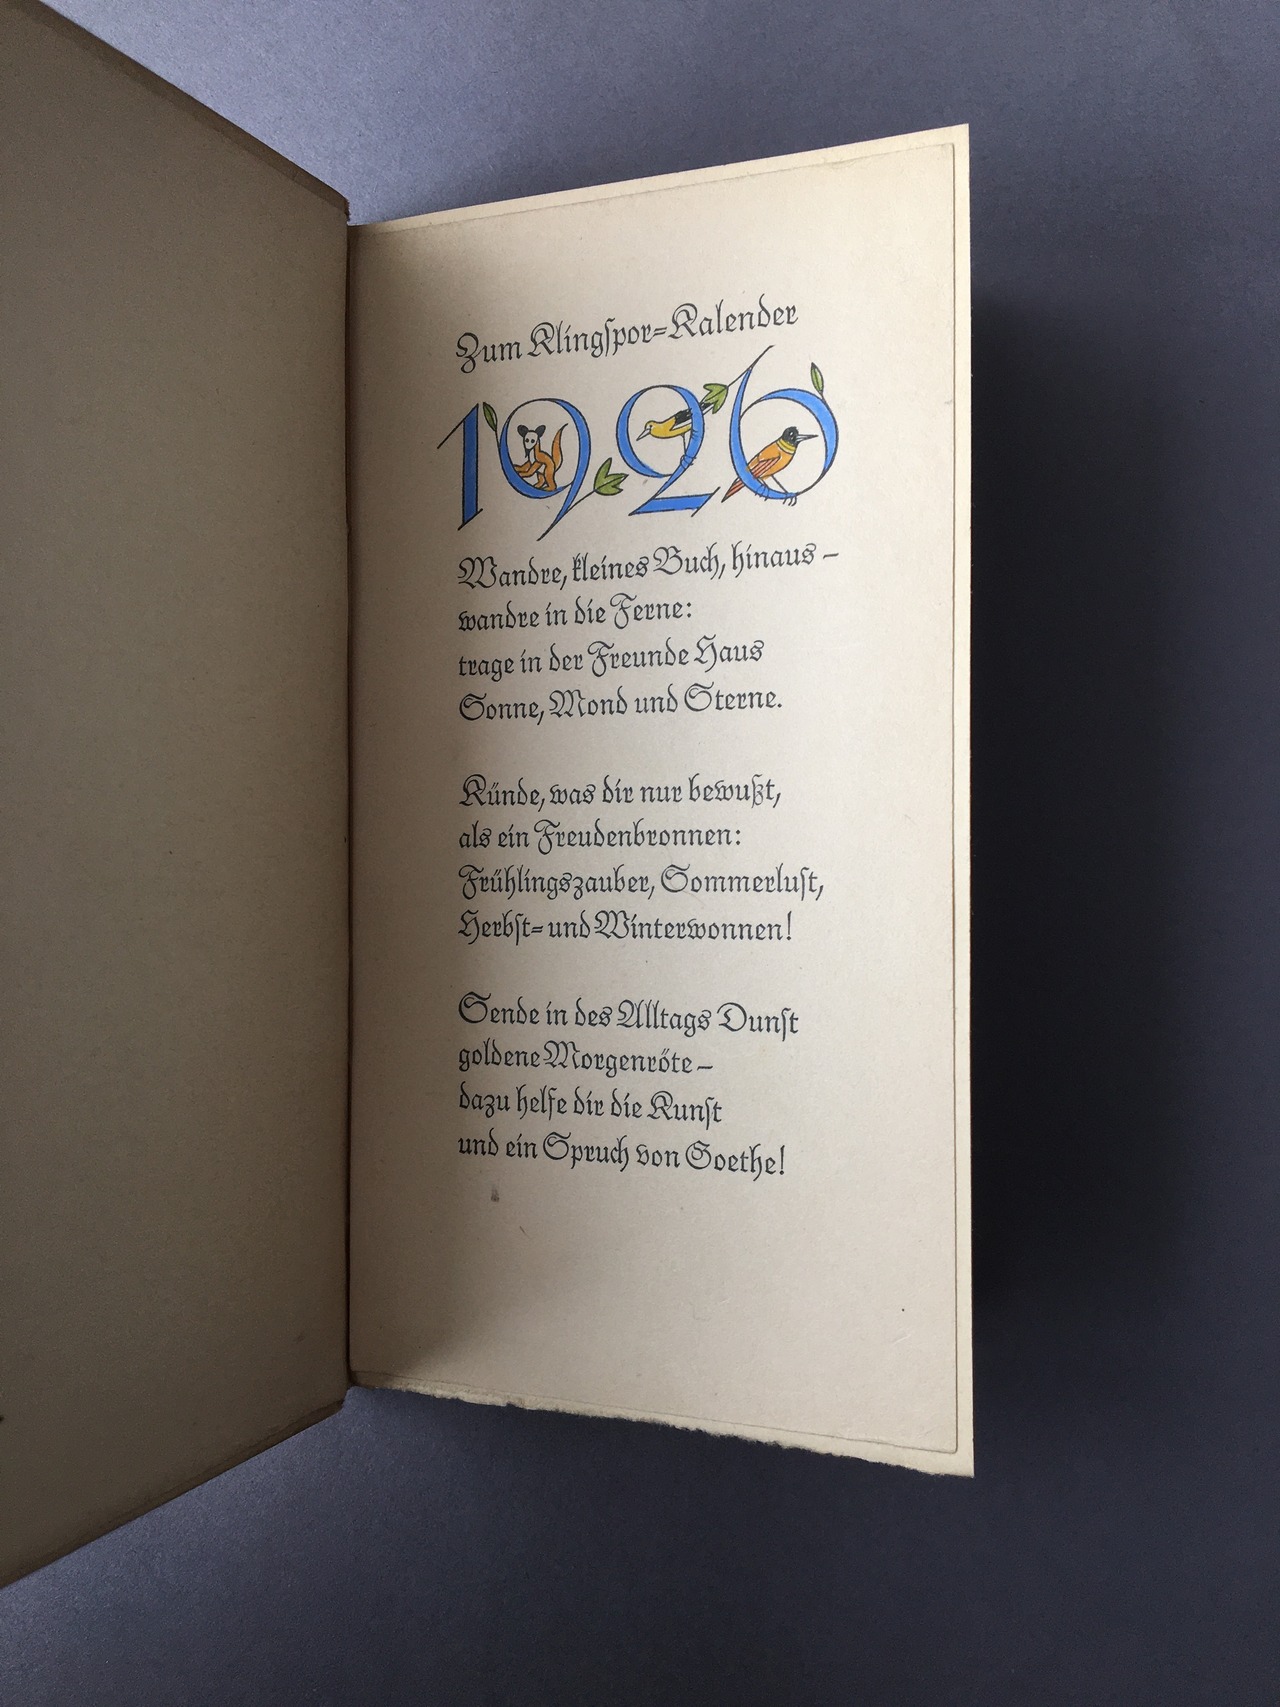 Zum Klingspor-Kalender
1926
Wandre, kleines Buch, hinaus –
wandre in die Ferne:
trage in der Freunde Haus
Sonne, Mond und Sterne.
Künde, was dir nur bewußt,
als ein Freudenbronnen:
Frühlingszauber, Sommerluſt,
Herbſt- und Winterwonnen!
Sende in des Alltags Dunſt
goldene Morgenröte –
dazu helfe dir die Kunſt
und ein Spruch von Goethe!